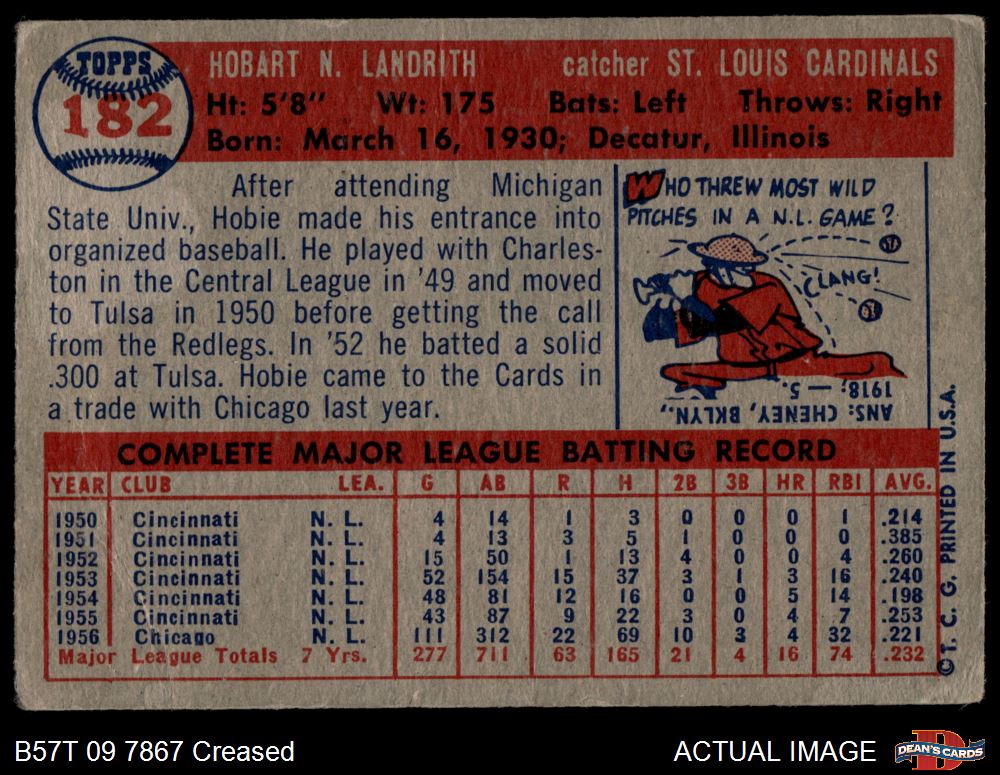 TOPPS
182
HOBART N. LANDRITH catcher ST. LOUIS CARDINALS
Ht: 5'8" Wt: 175 Bats: Left Throws: Right
Born: March 16, 1930; Decatur, Illinois
After attending Michigan
State Univ., Hobie made his entrance into
organized baseball. He played with Charles-
ton in the Central League in '49 and moved
to Tulsa in 1950 before getting the call
from the Redlegs. In '52 he batted a solid
.300 at Tulsa. Hobie came to the Cards in
a trade with Chicago last year.
WHO THREW MOST WILD
PITCHES IN A N.L. GAME?
CLANG!
ANS: CHENEY, BKLYN.,
1918; — 5.
COMPLETE MAJOR LEAGUE BATTING RECORD
YEAR CLUB LEA. G AB R H 2B 3B HR RBI AVG.
1950 Cincinnati N. L. 4 14 1 3 0 0 0 1 .214
1951 Cincinnati N. L. 4 13 3 5 1 0 0 0 .385
1952 Cincinnati N. L. 15 50 1 13 4 0 0 4 .260
1953 Cincinnati N. L. 52 154 15 37 3 1 3 16 .240
1954 Cincinnati N. L. 48 81 12 16 0 0 5 14 .198
1955 Cincinnati N. L. 43 87 9 22 3 0 4 7 .253
1956 Chicago N. L. 111 312 22 69 10 3 4 32 .221
Major League Totals 7 Yrs. 277 711 63 165 21 4 16 74 .232
© T. C. G. PRINTED IN U.S.A.
B57T 09 7867 Creased
ACTUAL IMAGE
D
DEAN'S CARDS